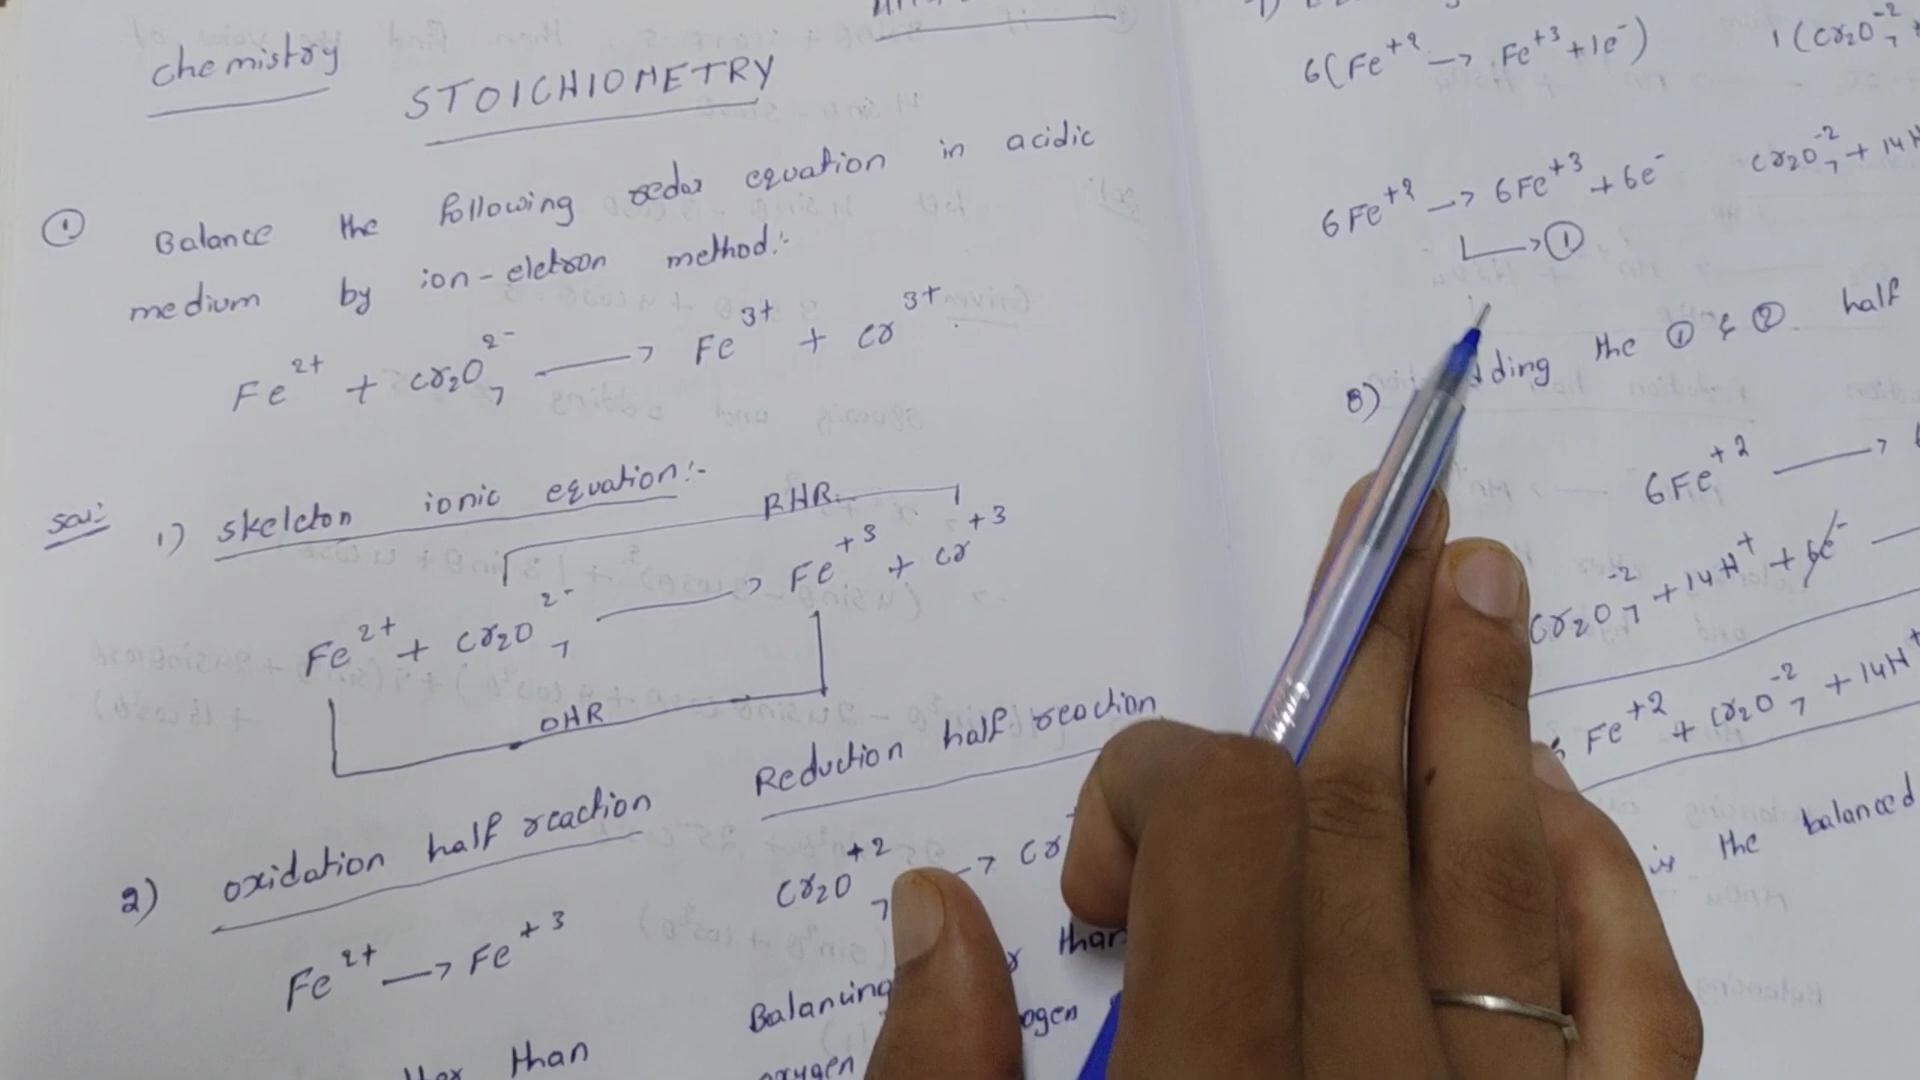 chemistry
STOICHIOMETRY
① Balance the following redox equation in acidic
medium by ion-eletron method:-
Fe²⁺ + Cr₂O₇²⁻ ⟶ Fe³⁺ + Cr³⁺.
Sol:- 1) skeleton ionic equation:-
RHR
Fe²⁺ + Cr₂O₇²⁻ ⟶ Fe⁺³ + Cr⁺³
OHR
2) oxidation half reaction
Reduction half reaction
Fe²⁺ ⟶ Fe⁺³
Cr₂O₇⁺² ⟶ Cr
Balancing
than
than
oxygen
6(Fe⁺² ⟶ Fe⁺³ + 1e⁻) 1(Cr₂O₇⁻² +
6Fe⁺² ⟶ 6Fe⁺³ + 6e⁻ Cr₂O₇⁻² + 14H
→ ①
8) dding the ① & ② half
6Fe⁺² ⟶
Cr₂O₇⁻² + 14H⁺ + 6e⁻
Fe⁺² + Cr₂O₇⁻² + 14H⁺
is the balanced